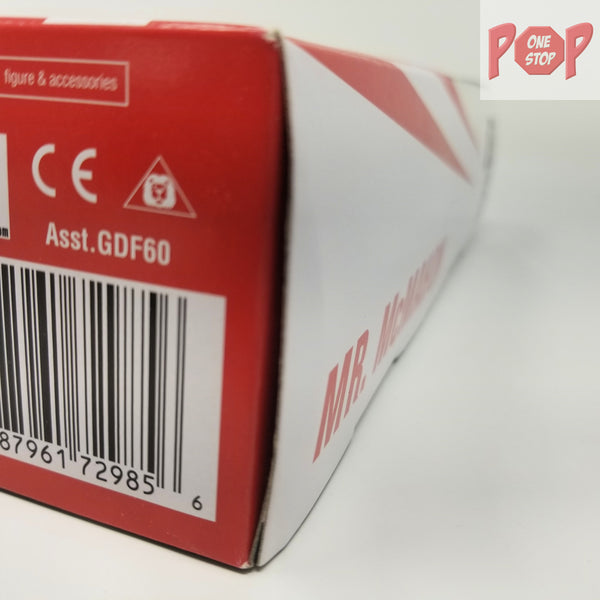 POP
ONE
STOP
figure & accessories
CE
Asst.GDF60
87961 72985 6
MR. McMAHON